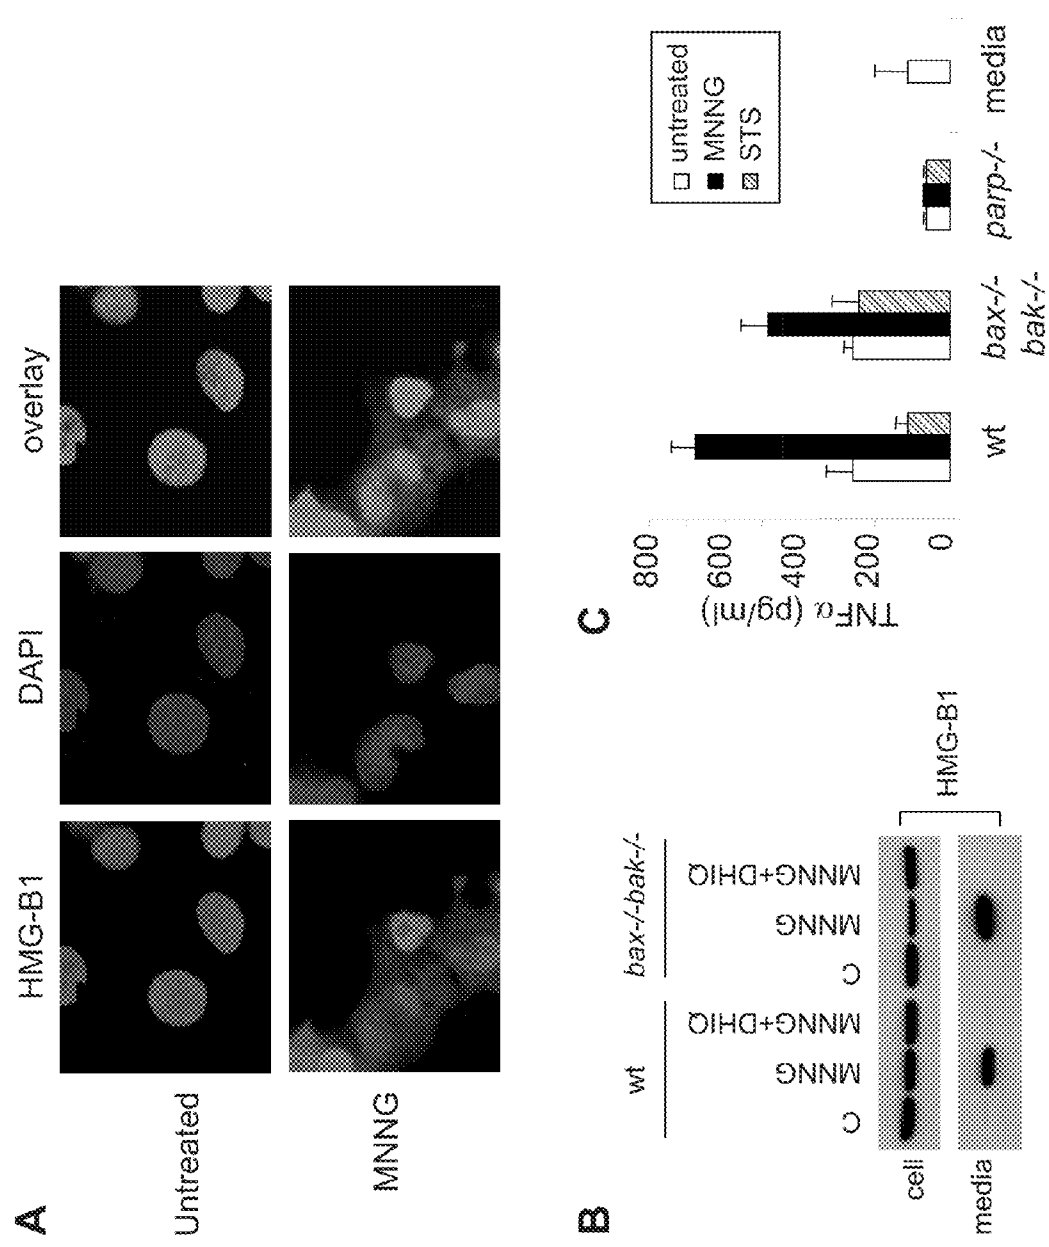 A
HMG-B1
DAPI
overlay
Untreated
MNNG
B
wt
bax-/-bak-/-
C
MNNG
MNNG+DHIQ
C
MNNG
MNNG+DHIQ
cell
media
HMG-B1
C
TNFα (pg/ml)
800
600
400
200
0
untreated
MNNG
STS
wt
bax-/-
bak-/-
parp-/-
media